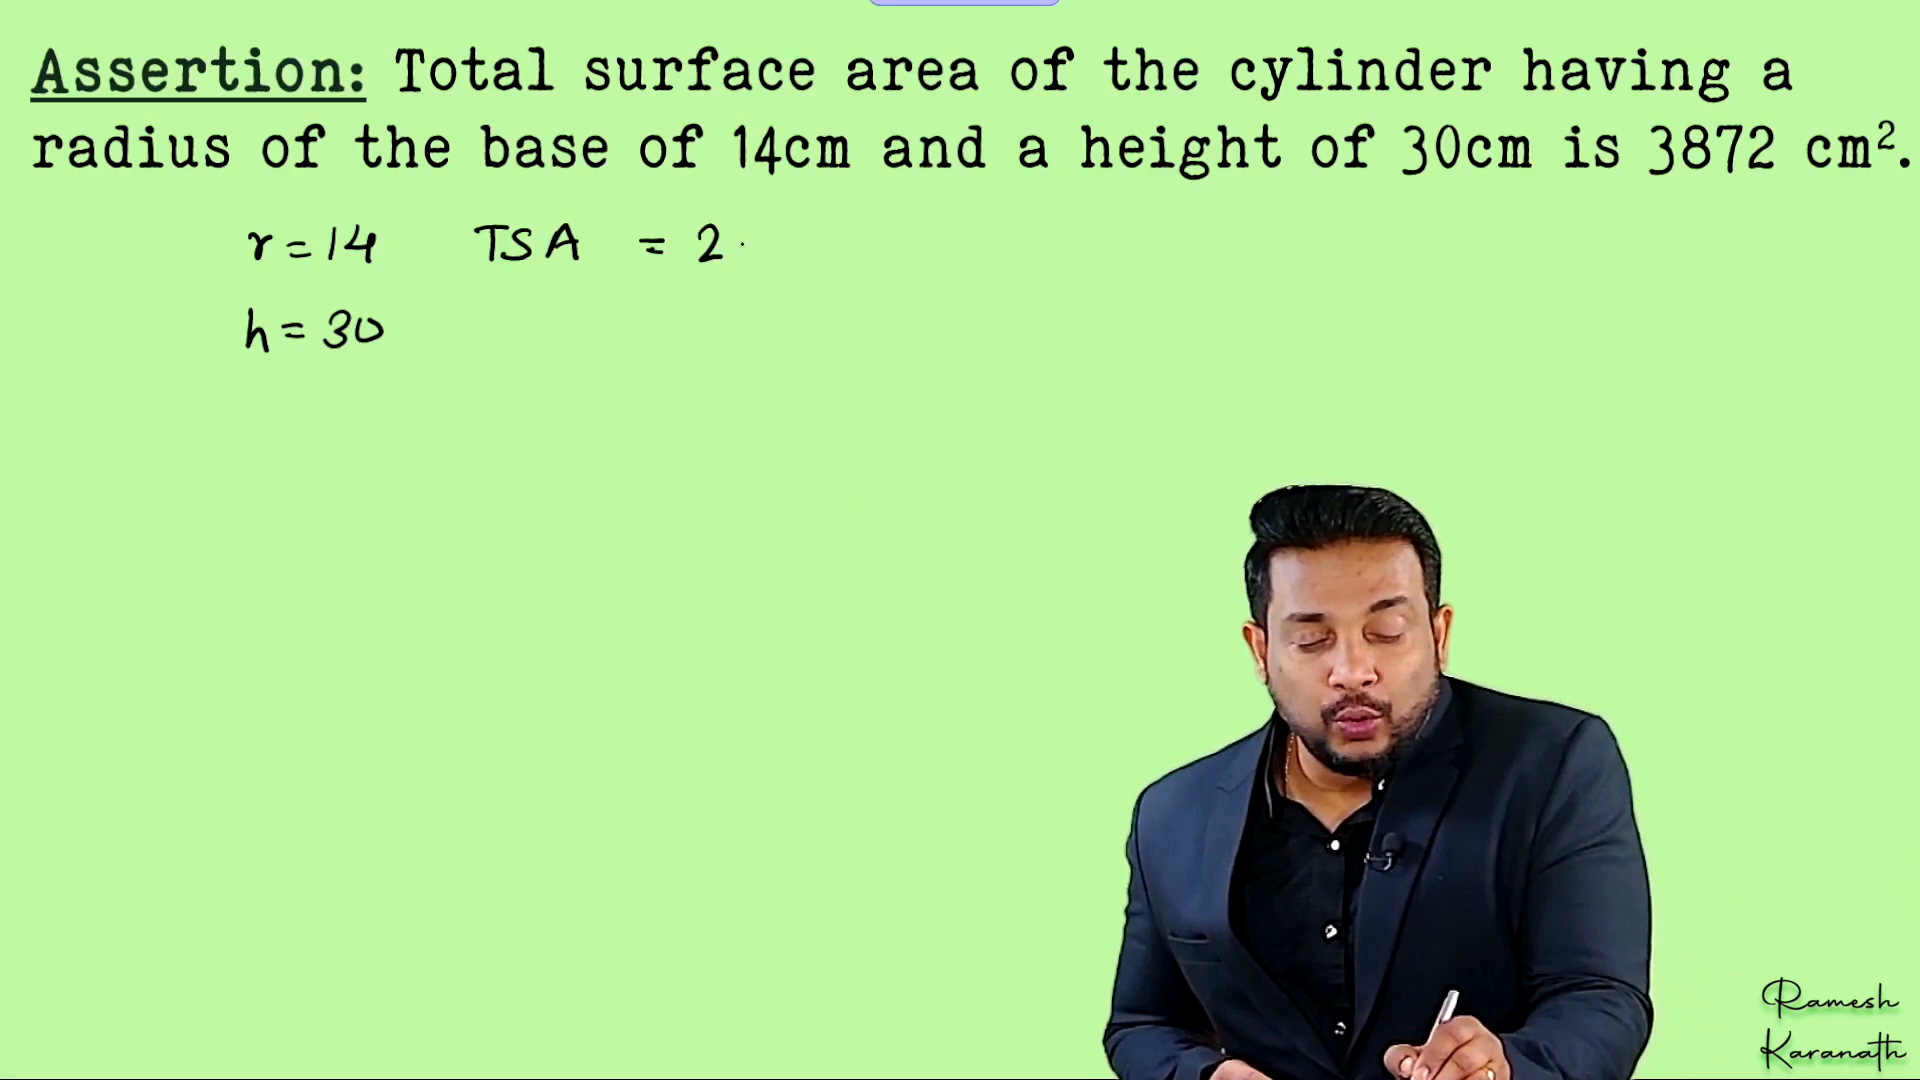 Assertion: Total surface area of the cylinder having a
radius of the base of 14cm and a height of 30cm is 3872 cm².
r = 14 TSA = 2
h = 30
Ramesh
Karanath